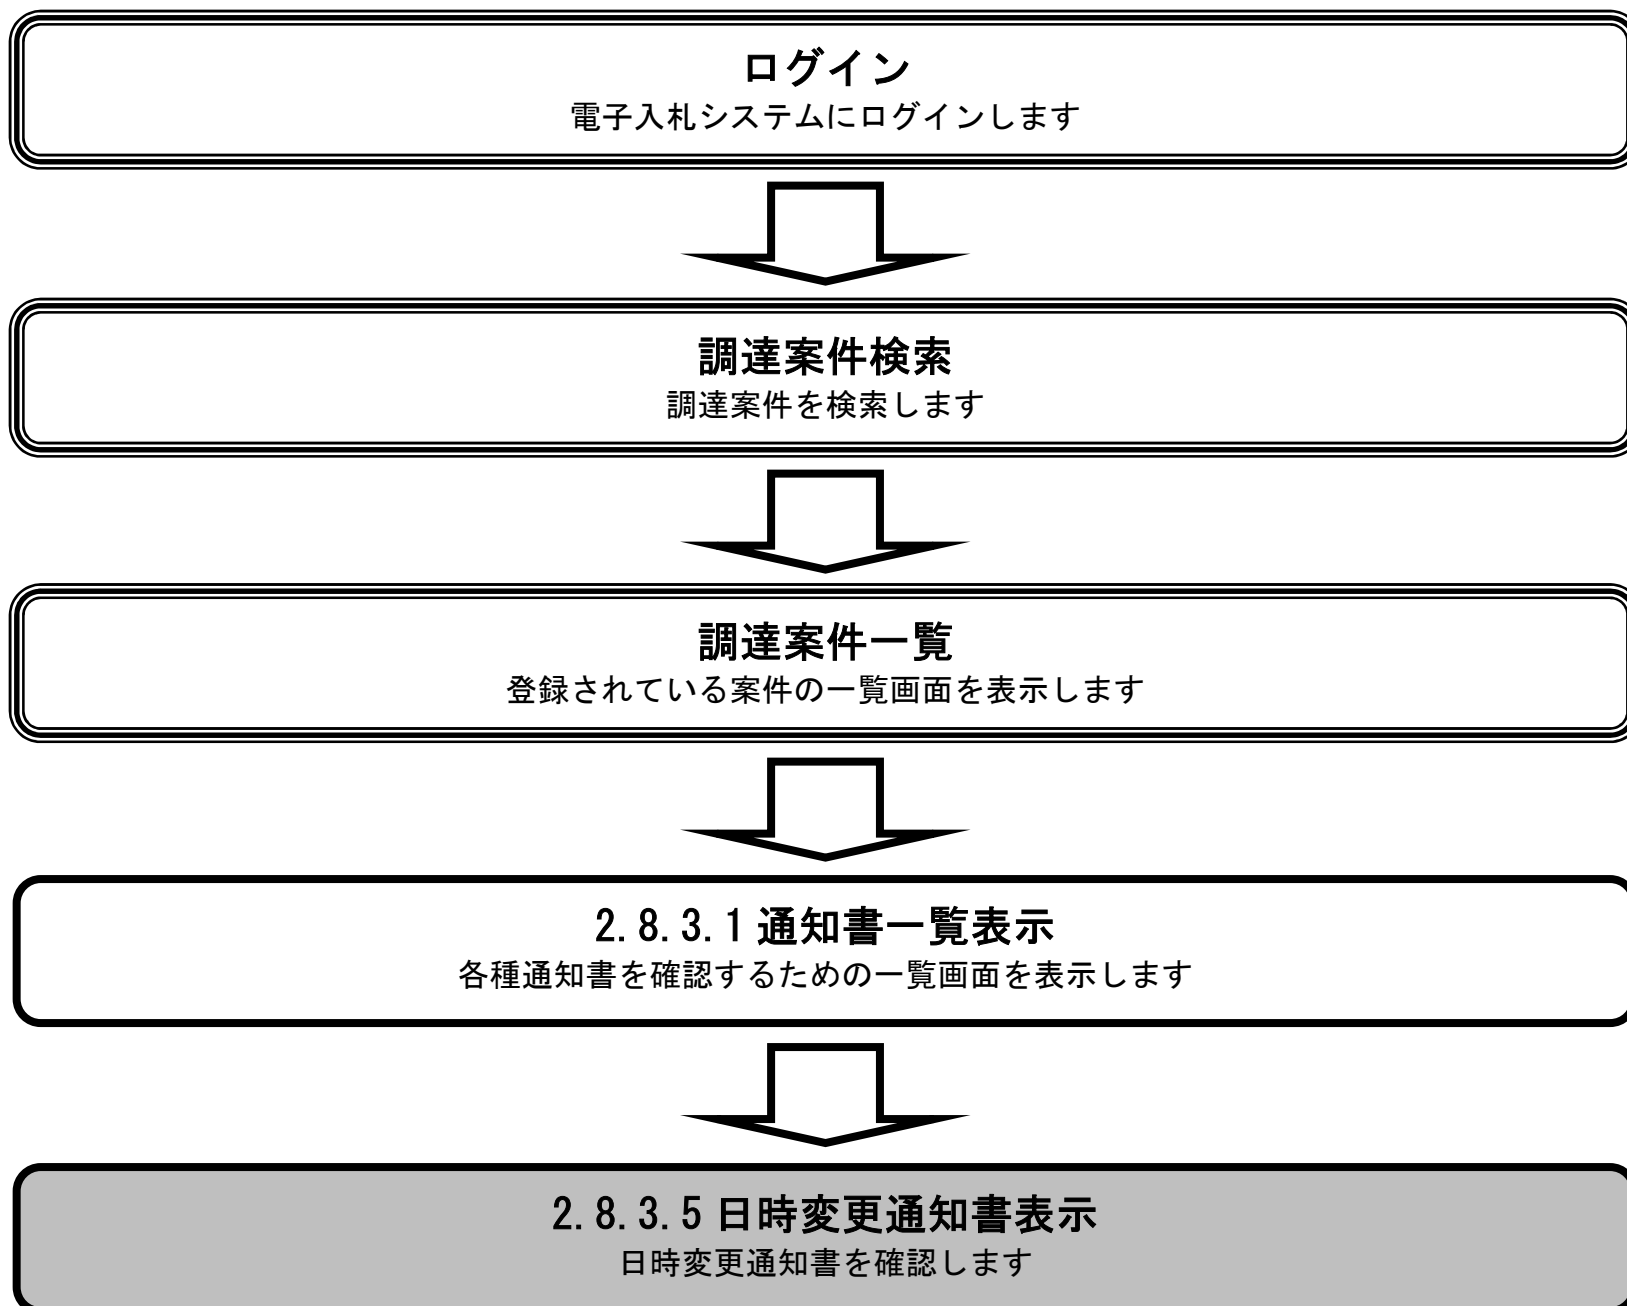 ログイン
電子入札システムにログインします
調達案件検索
調達案件を検索します
調達案件一覧
登録されている案件の一覧画面を表示します
2.8.3.1 通知書一覧表示
各種通知書を確認するための一覧画面を表示します
2.8.3.5 日時変更通知書表示
日時変更通知書を確認します